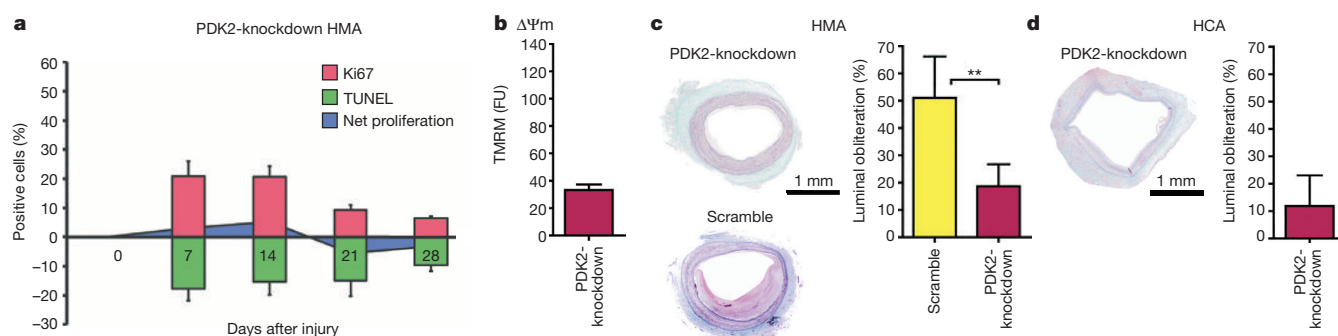 a
PDK2-knockdown HMA
Positive cells (%)
60
50
40
30
20
10
0
–10
–20
–30
Ki67
TUNEL
Net proliferation
0
7
14
21
28
Days after injury
b
ΔΨm
TMRM (FU)
140
120
100
80
60
40
20
0
PDK2-
knockdown
c
HMA
PDK2-knockdown
1 mm
Scramble
Luminal obliteration (%)
70
60
50
40
30
20
10
0
**
Scramble
PDK2-
knockdown
d
HCA
PDK2-knockdown
1 mm
Luminal obliteration (%)
70
60
50
40
30
20
10
0
PDK2-
knockdown